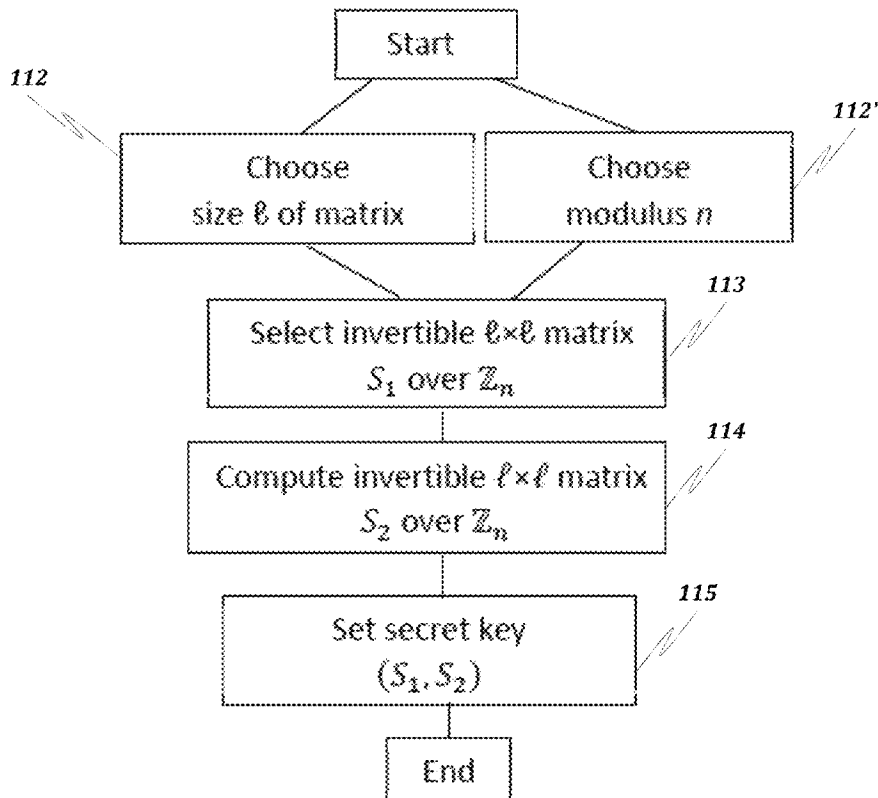 Start
112
112'
Choose
size ℓ of matrix
Choose
modulus n
113
Select invertible ℓ×ℓ matrix
S₁ over ℤₙ
114
Compute invertible ℓ×ℓ matrix
S₂ over ℤₙ
115
Set secret key
(S₁, S₂)
End